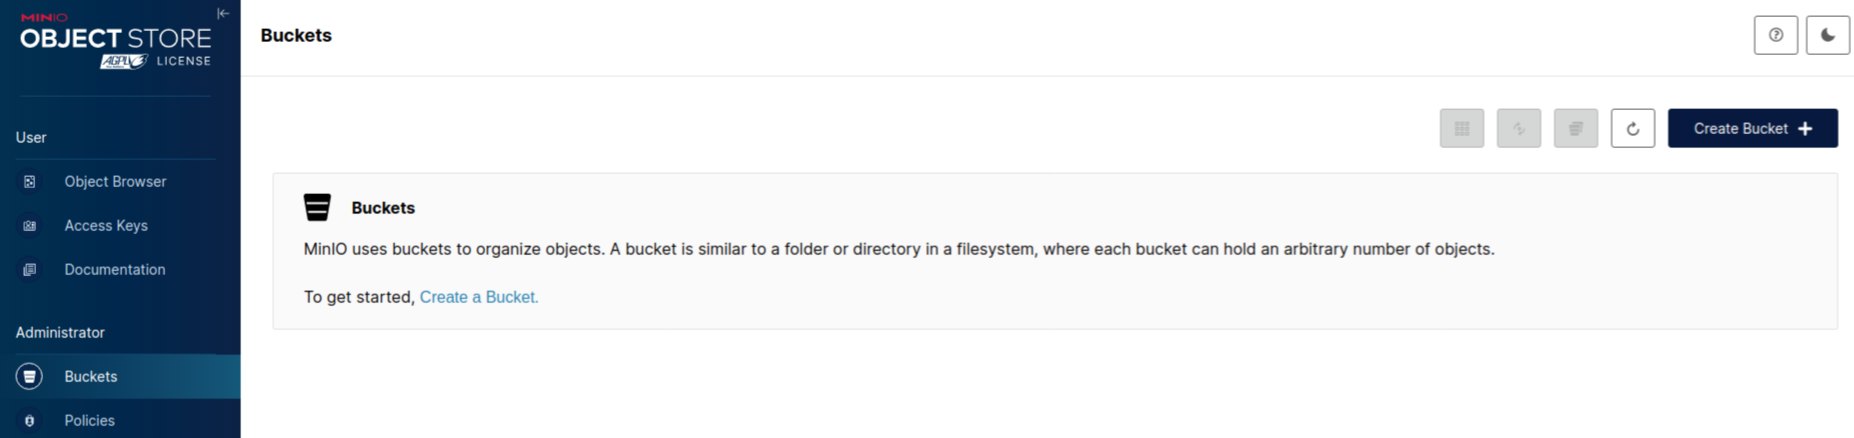 MINIO
OBJECT STORE
AGPLv3 LICENSE
User
Object Browser
Access Keys
Documentation
Administrator
Buckets
Policies
Buckets
Create Bucket
Buckets
MinIO uses buckets to organize objects. A bucket is similar to a folder or directory in a filesystem, where each bucket can hold an arbitrary number of objects.
To get started, Create a Bucket.